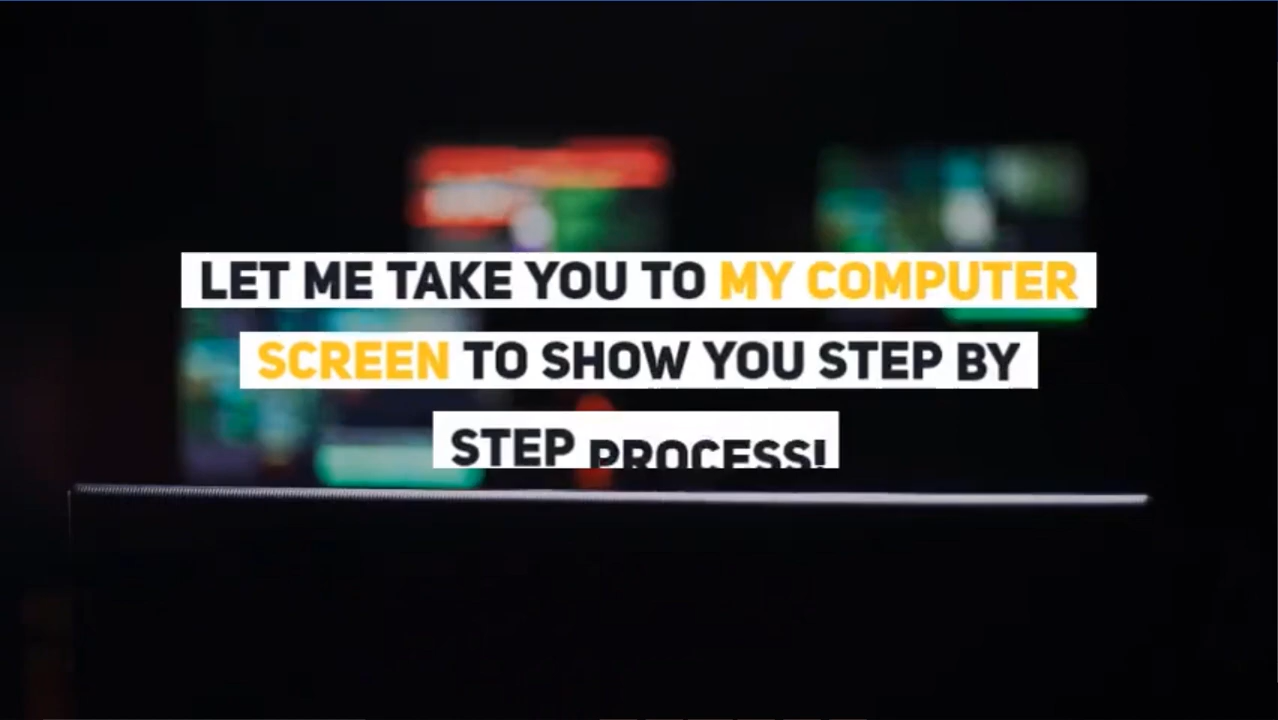 LET ME TAKE YOU TO MY COMPUTER
SCREEN TO SHOW YOU STEP BY
STEP PROCESS!